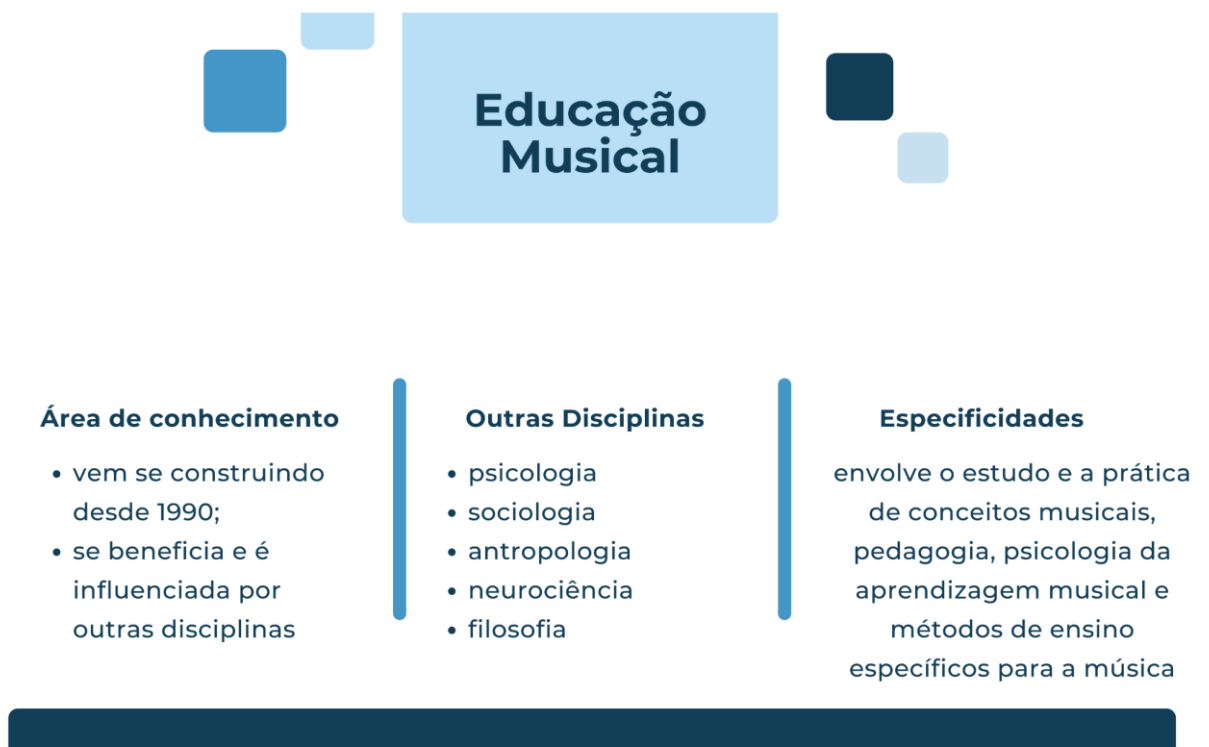 Educação
Musical
Área de conhecimento
• vem se construindo
desde 1990;
• se beneficia e é
influenciada por
outras disciplinas
Outras Disciplinas
• psicologia
• sociologia
• antropologia
• neurociência
• filosofia
Especificidades
envolve o estudo e a prática
de conceitos musicais,
pedagogia, psicologia da
aprendizagem musical e
métodos de ensino
específicos para a música